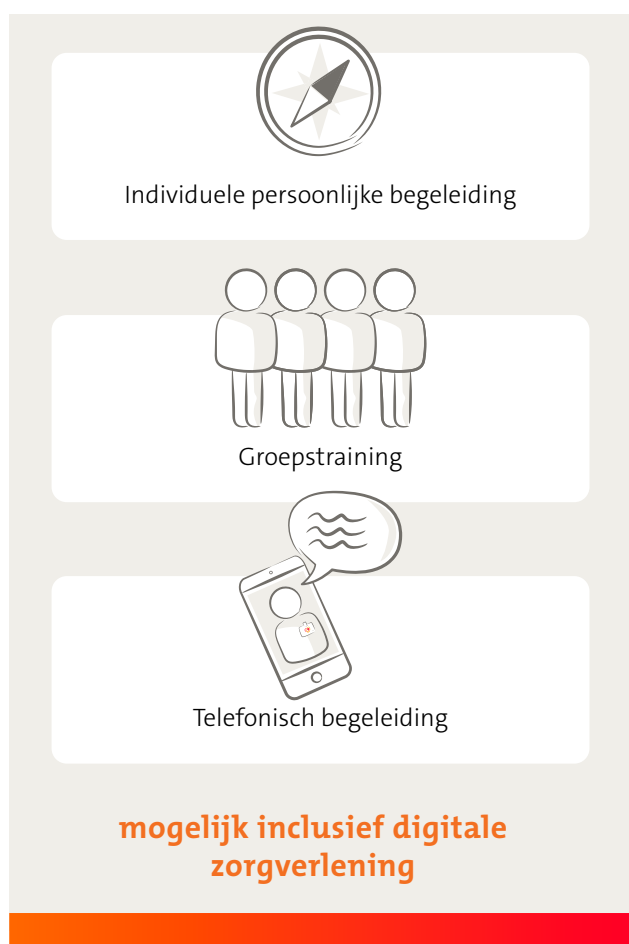 Individuele persoonlijke begeleiding
Groepstraining
Telefonisch begeleiding
mogelijk inclusief digitale
zorgverlening